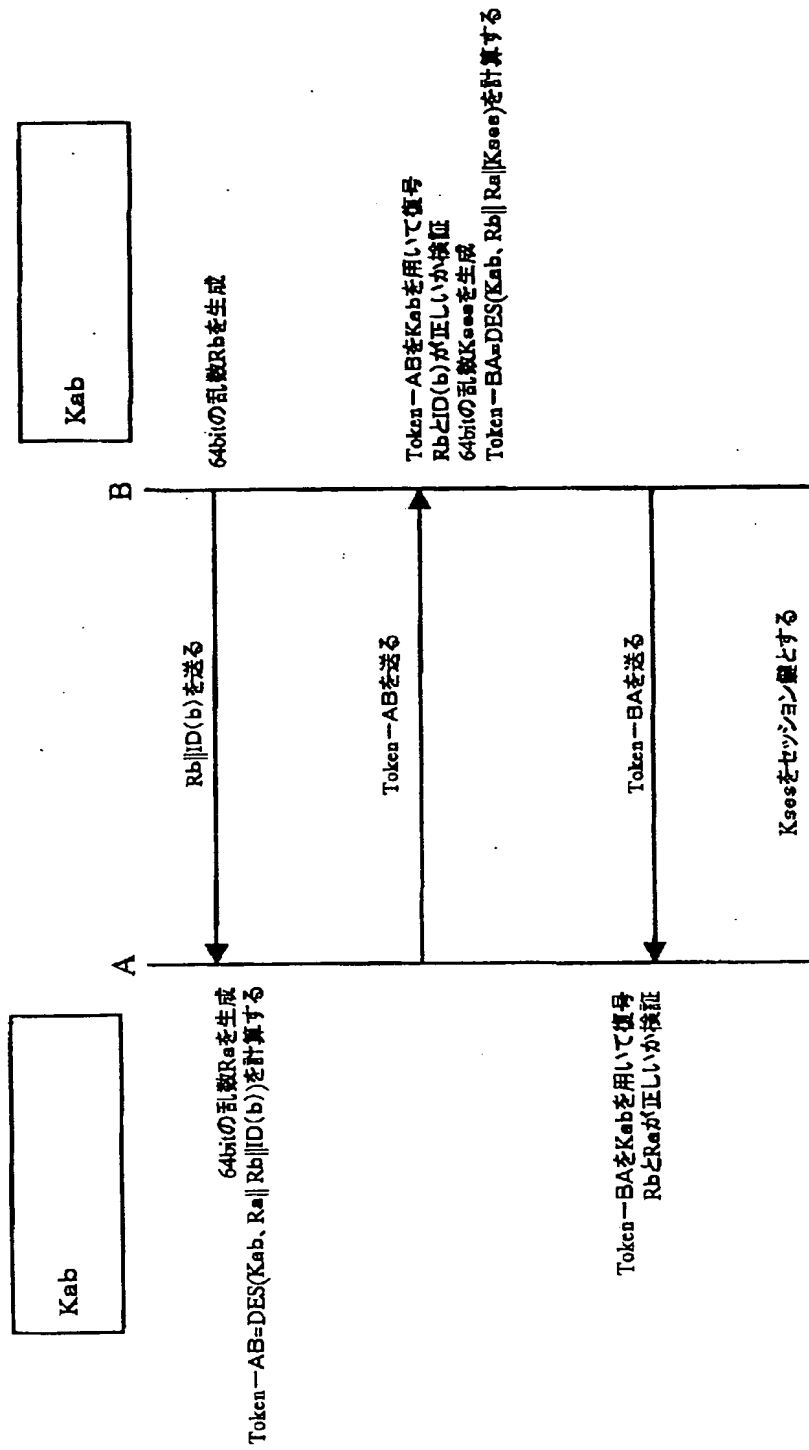 Kab
Kab
A
B
64bitの乱数Rbを生成
Rb||ID(b)を送る
64bitの乱数Raを生成
Token-AB=DES(Kab、Ra||Rb||ID(b))を計算する
Token-ABを送る
Token-ABをKabを用いて復号
RbとID(b)が正しいか検証
64bitの乱数Ksesを生成
Token-BA=DES(Kab、Rb||Ra||Kses)を計算する
Token-BAを送る
Token-BAをKabを用いて復号
RbとRaが正しいか検証
Ksesをセッション鍵とする